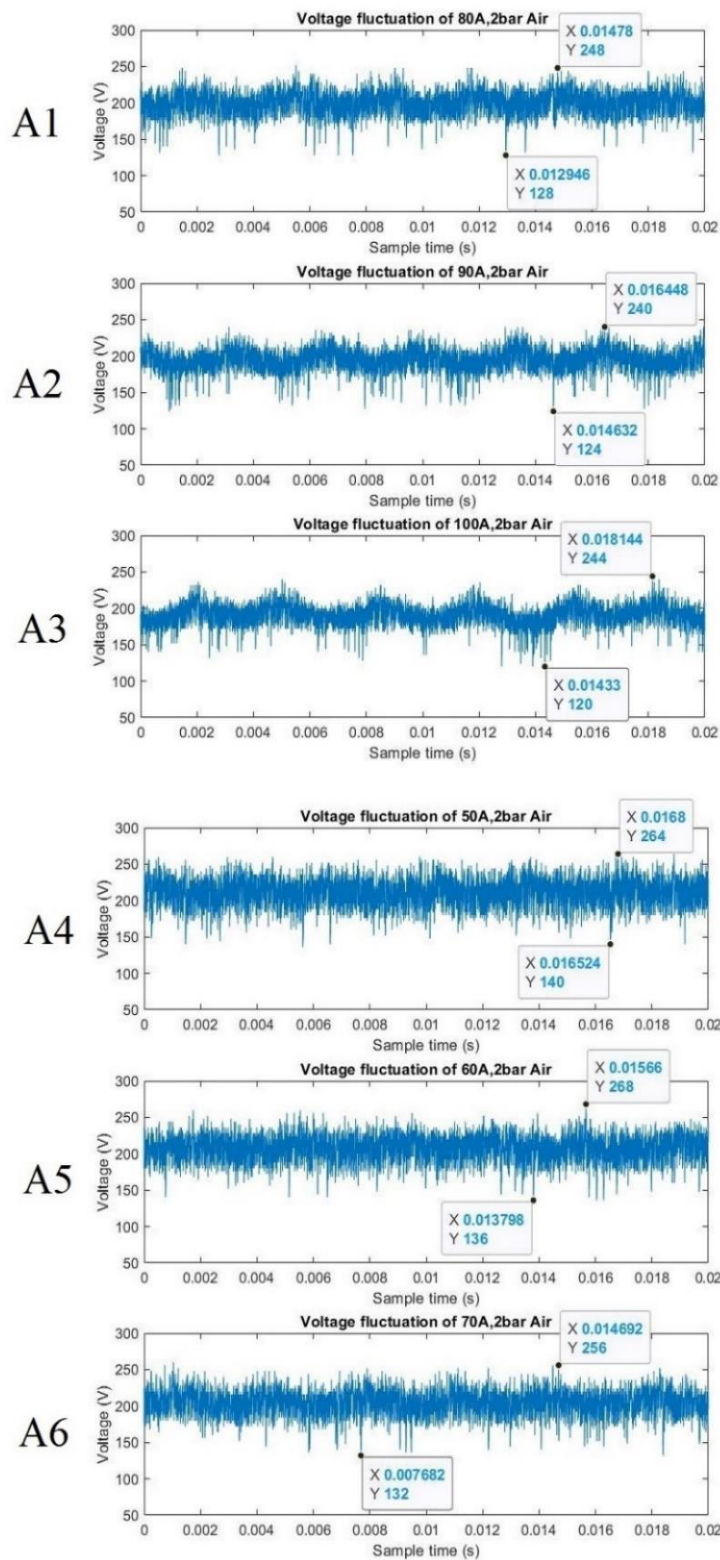 Voltage fluctuation of 80A,2bar Air
X 0.01478
Y 248
A1
Voltage (V)
300
250
200
150
100
50
X 0.012946
Y 128
0 0.002 0.004 0.006 0.008 0.01 0.012 0.014 0.016 0.018 0.02
Sample time (s)
Voltage fluctuation of 90A,2bar Air
X 0.016448
Y 240
A2
Voltage (V)
300
250
200
150
100
50
X 0.014632
Y 124
0 0.002 0.004 0.006 0.008 0.01 0.012 0.014 0.016 0.018 0.02
Sample time (s)
Voltage fluctuation of 100A,2bar Air
X 0.018144
Y 244
A3
Voltage (V)
300
250
200
150
100
50
X 0.01433
Y 120
0 0.002 0.004 0.006 0.008 0.01 0.012 0.014 0.016 0.018 0.02
Sample time (s)
Voltage fluctuation of 50A,2bar Air
X 0.0168
Y 264
A4
Voltage (V)
300
250
200
150
100
50
X 0.016524
Y 140
0 0.002 0.004 0.006 0.008 0.01 0.012 0.014 0.016 0.018 0.02
Sample time (s)
Voltage fluctuation of 60A,2bar Air
X 0.01566
Y 268
A5
Voltage (V)
300
250
200
150
100
50
X 0.013798
Y 136
0 0.002 0.004 0.006 0.008 0.01 0.012 0.014 0.016 0.018 0.02
Sample time (s)
Voltage fluctuation of 70A,2bar Air
X 0.014692
Y 256
A6
Voltage (V)
300
250
200
150
100
50
X 0.007682
Y 132
0 0.002 0.004 0.006 0.008 0.01 0.012 0.014 0.016 0.018 0.02
Sample time (s)